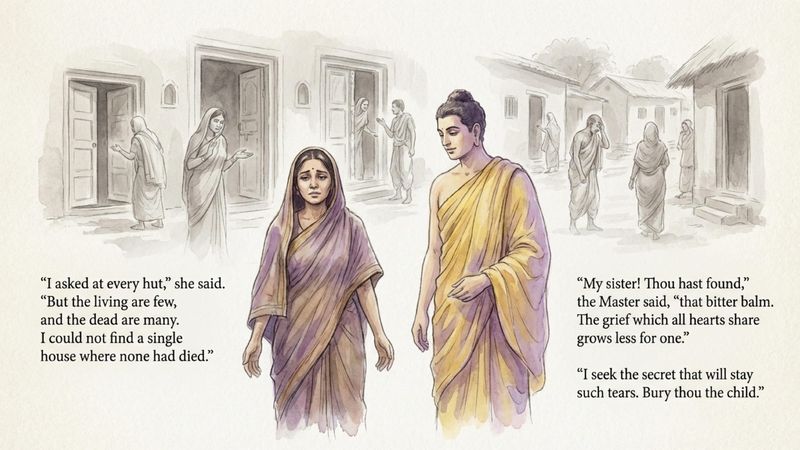 “I asked at every hut,” she said.
“But the living are few,
and the dead are many.
I could not find a single
house where none had died.”
“My sister! Thou hast found,”
the Master said, “that bitter balm.
The grief which all hearts share
grows less for one.”
“I seek the secret that will stay
such tears. Bury thou the child.”